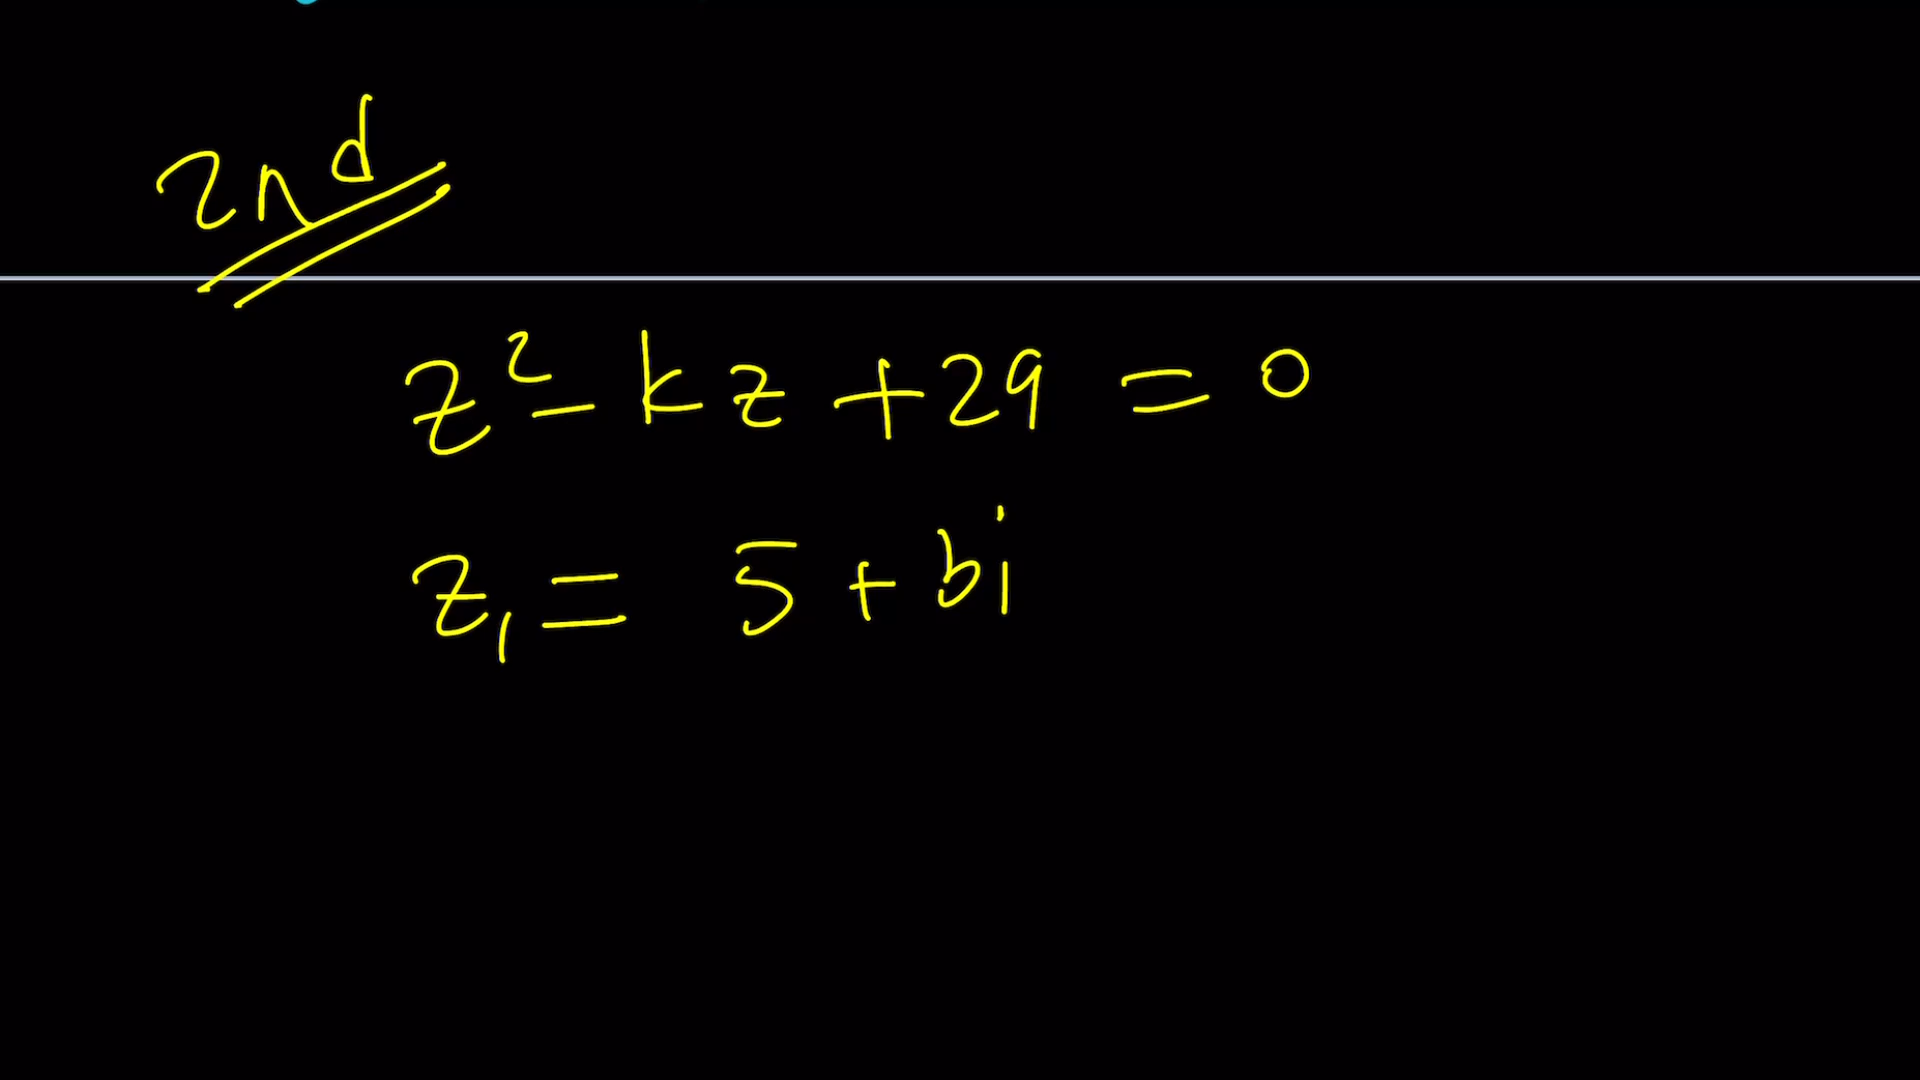 2nd
z² - kz + 29 = 0
z₁ = 5 + bi